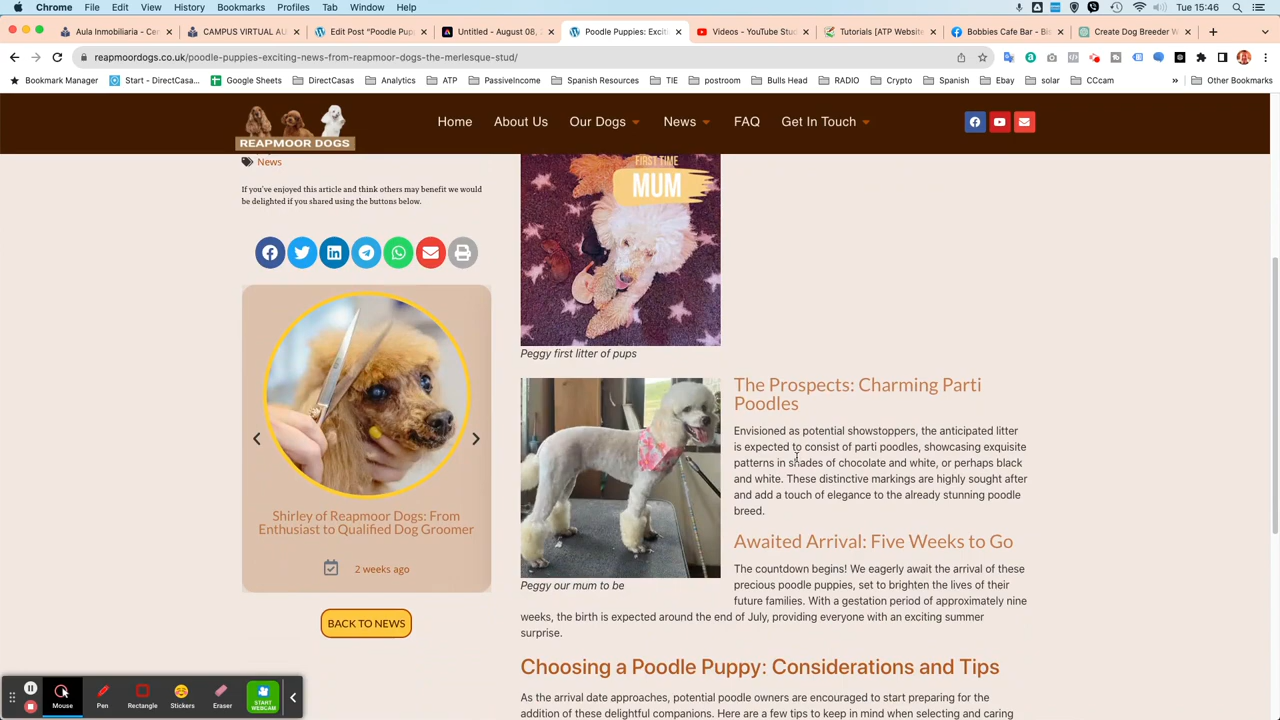 Chrome File Edit View History Bookmarks Profiles Tab Window Help Tue 15:46
Aula Inmobiliaria - Cen CAMPUS VIRTUAL AU Edit Post "Poodle Pup Untitled - August 08, Poodle Puppies: Exciti Videos - YouTube Stud Tutorials [ATP Website Bobbies Cafe Bar - Bis Create Dog Breeder W
reapmoordogs.co.uk/poodle-puppies-exciting-news-from-reapmoor-dogs-the-merlesque-stud/
Bookmark Manager Start - DirectCasa... Google Sheets DirectCasas Analytics ATP PassiveIncome Spanish Resources TIE postroom Bulls Head RADIO Crypto Spanish Ebay solar CCcam » Other Bookmarks
REAPMOOR DOGS
Home About Us Our Dogs News FAQ Get In Touch
News
If you've enjoyed this article and think others may benefit we would
be delighted if you shared using the buttons below.
Shirley of Reapmoor Dogs: From
Enthusiast to Qualified Dog Groomer
2 weeks ago
BACK TO NEWS
FIRST TIME
MUM
Peggy first litter of pups
Peggy our mum to be
The Prospects: Charming Parti
Poodles
Envisioned as potential showstoppers, the anticipated litter
is expected to consist of parti poodles, showcasing exquisite
patterns in shades of chocolate and white, or perhaps black
and white. These distinctive markings are highly sought after
and add a touch of elegance to the already stunning poodle
breed.
Awaited Arrival: Five Weeks to Go
The countdown begins! We eagerly await the arrival of these
precious poodle puppies, set to brighten the lives of their
future families. With a gestation period of approximately nine
weeks, the birth is expected around the end of July, providing everyone with an exciting summer
surprise.
Choosing a Poodle Puppy: Considerations and Tips
As the arrival date approaches, potential poodle owners are encouraged to start preparing for the
addition of these delightful companions. Here are a few tips to keep in mind when selecting and caring
Mouse Pen Rectangle Stickers Eraser START
WEBCAM